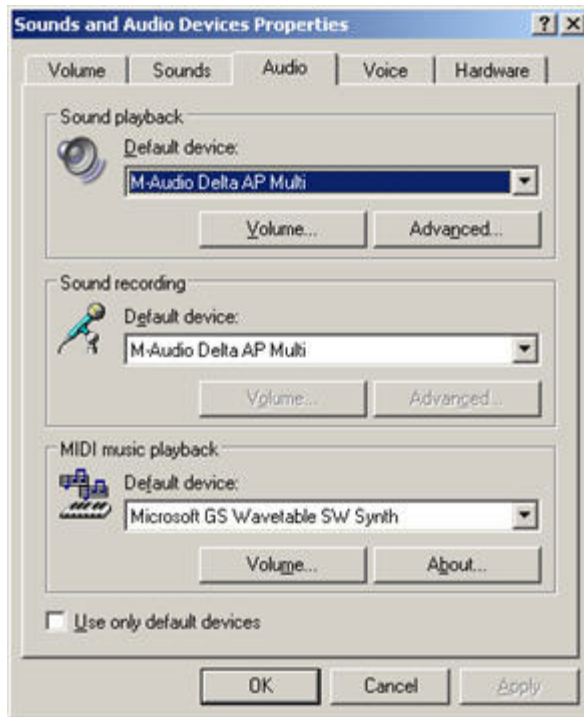 Sounds and Audio Devices Properties
Volume Sounds Audio Voice Hardware
Sound playback
Default device:
M-Audio Delta AP Multi
Volume... Advanced...
Sound recording
Default device:
M-Audio Delta AP Multi
Volume... Advanced...
MIDI music playback
Default device:
Microsoft GS Wavetable SW Synth
Volume... About...
Use only default devices
OK Cancel Apply